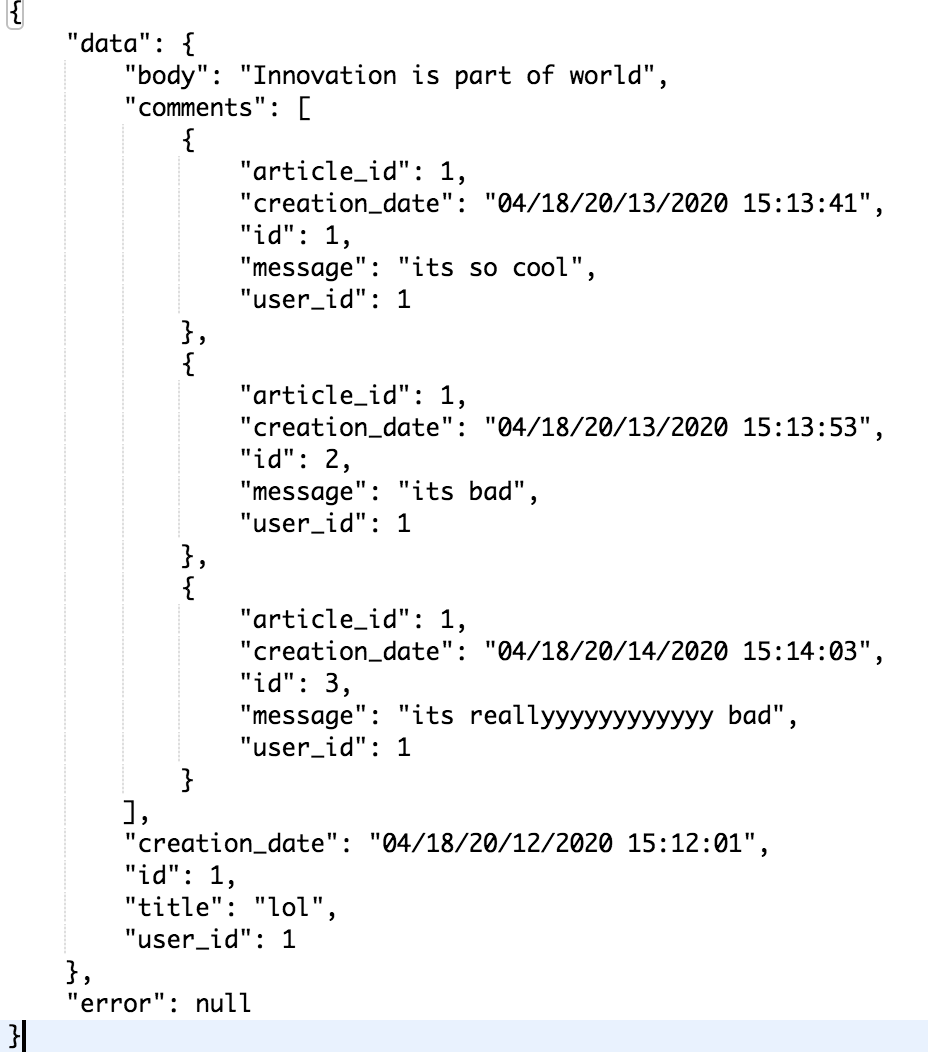 {
    "data": {
        "body": "Innovation is part of world",
        "comments": [
            {
                "article_id": 1,
                "creation_date": "04/18/20/13/2020 15:13:41",
                "id": 1,
                "message": "its so cool",
                "user_id": 1
            },
            {
                "article_id": 1,
                "creation_date": "04/18/20/13/2020 15:13:53",
                "id": 2,
                "message": "its bad",
                "user_id": 1
            },
            {
                "article_id": 1,
                "creation_date": "04/18/20/14/2020 15:14:03",
                "id": 3,
                "message": "its reallyyyyyyyyyyyy bad",
                "user_id": 1
            }
        ],
        "creation_date": "04/18/20/12/2020 15:12:01",
        "id": 1,
        "title": "lol",
        "user_id": 1
    },
    "error": null
}